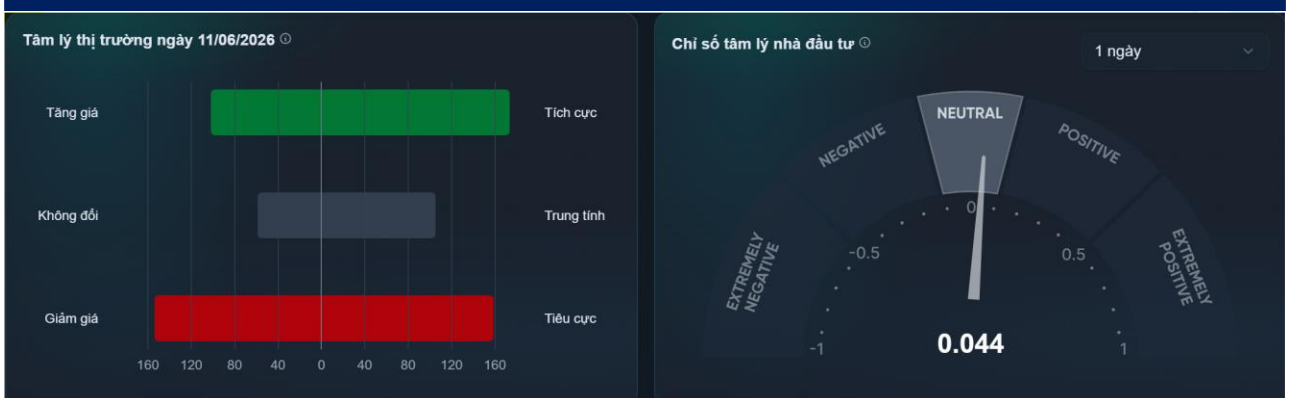 Tâm lý thị trường ngày 11/06/2026
Tăng giá
Tích cực
Không đổi
Trung tính
Giảm giá
Tiêu cực
160 120 80 40 0 40 80 120 160
Chỉ số tâm lý nhà đầu tư
1 ngày
EXTREMELY NEGATIVE
NEGATIVE
NEUTRAL
POSITIVE
EXTREMELY POSITIVE
-1
-0.5
0
0.5
1
0.044